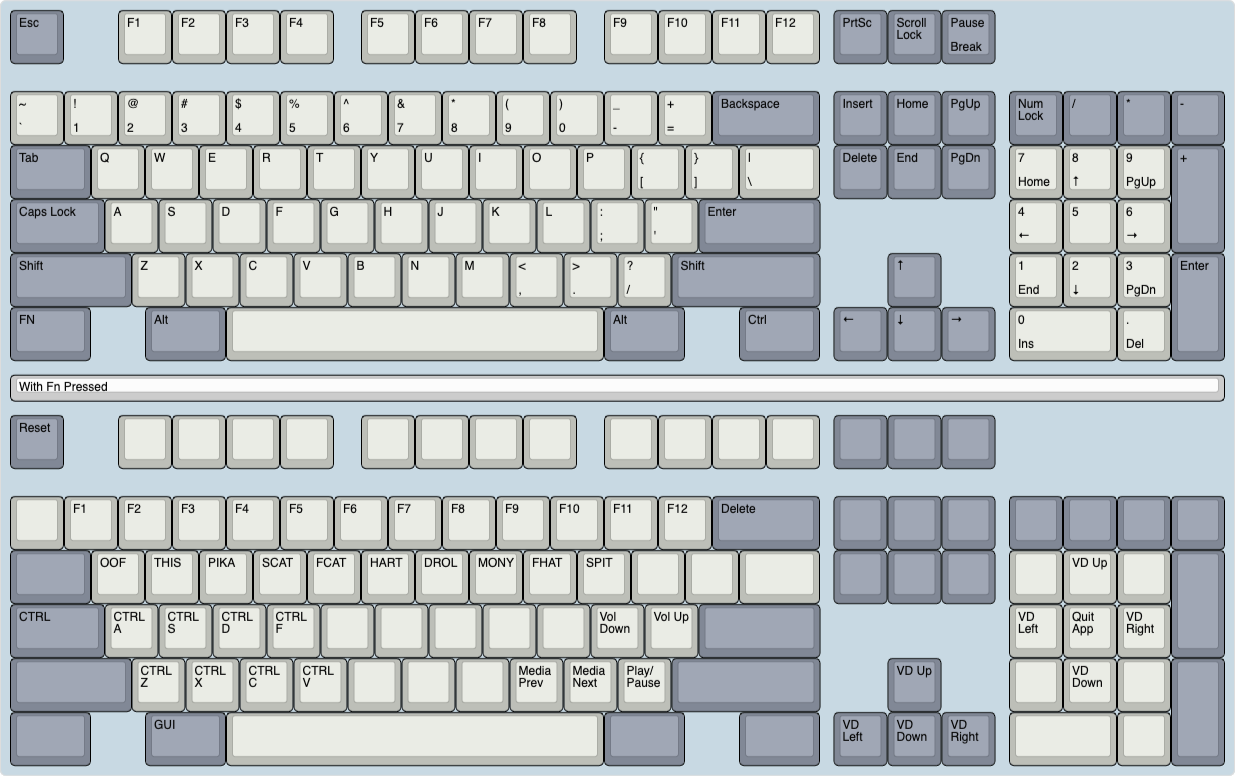 Esc F1 F2 F3 F4 F5 F6 F7 F8 F9 F10 F11 F12 PrtSc Scroll Pause
Lock
Break
~ ! @ # $ % ^ & * ( ) _ + Backspace Insert Home PgUp Num / * -
Lock
` 1 2 3 4 5 6 7 8 9 0 - =
Tab Q W E R T Y U I O P { } | Delete End PgDn 7 8 9 +
[ ] \ Home ↑ PgUp
Caps Lock A S D F G H J K L : " Enter 4 5 6
; ' ← →
Shift Z X C V B N M < > ? Shift ↑ 1 2 3 Enter
, . / End ↓ PgDn
FN Alt Alt Ctrl ← ↓ → 0 .
Ins Del
With Fn Pressed
Reset
F1 F2 F3 F4 F5 F6 F7 F8 F9 F10 F11 F12 Delete
OOF THIS PIKA SCAT FCAT HART DROL MONY FHAT SPIT VD Up
CTRL CTRL CTRL CTRL CTRL Vol Vol Up VD Quit VD
A S D F Down Left App Right
CTRL CTRL CTRL CTRL Media Media Play/ VD Up VD
Z X C V Prev Next Pause Down
GUI VD VD VD
Left Down Right